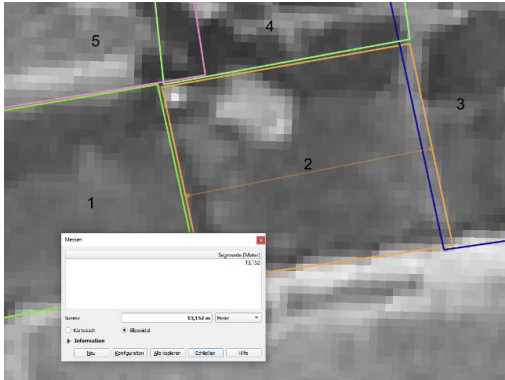 5
4
3
2
1
Messen
Segmente [Meter]
13,152
Summe
13,152 m
Meter
Kartesisch
Ellipsoidal
Information
Neu
Konfiguration
Alle kopieren
Schließen
Hilfe